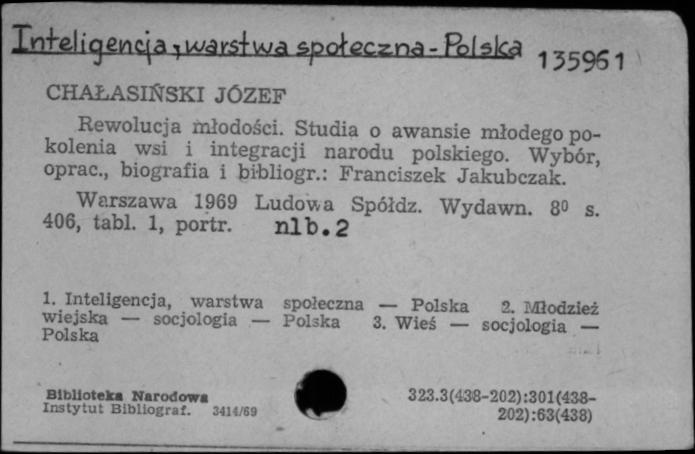 Inteligencja, warstwa społeczna - Polska 135961
CHAŁASIŃSKI JÓZEF
Rewolucja młodości. Studia o awansie młodego po-
kolenia wsi i integracji narodu polskiego. Wybór,
oprac., biografia i bibliogr.: Franciszek Jakubczak.
Warszawa 1969 Ludowa Spółdz. Wydawn. 8⁰ s.
406, tabl. 1, portr. nlb.2
1. Inteligencja, warstwa społeczna — Polska 2. Młodzież
wiejska — socjologia — Polska 3. Wieś — socjologia —
Polska
Biblioteka Narodowa 323.3(438-202):301(438-
Instytut Bibliograf. 3414/69 202):63(438)